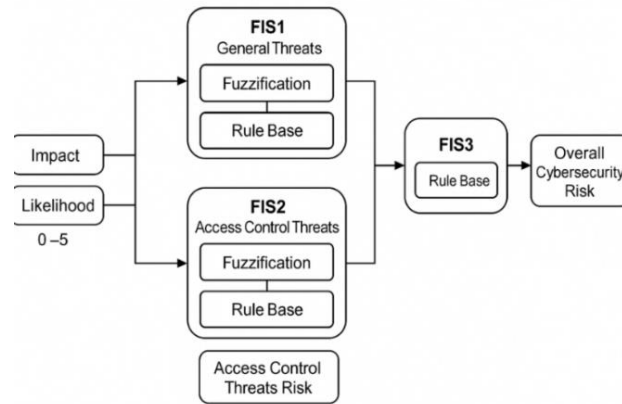 FIS1
General Threats
Fuzzification
Rule Base
Impact
Likelihood
0 –5
FIS2
Access Control Threats
Fuzzification
Rule Base
Access Control
Threats Risk
FIS3
Rule Base
Overall
Cybersecurity
Risk